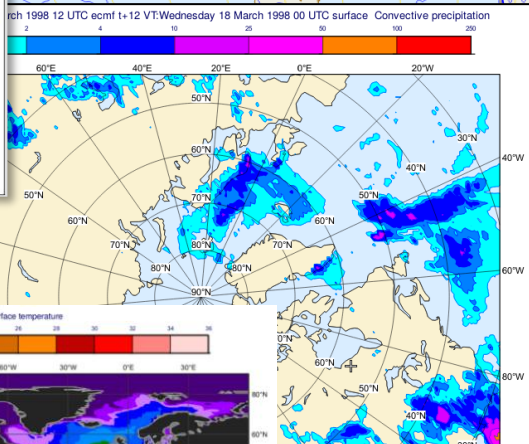 rch 1998 12 UTC ecmf t+12 VT:Wednesday 18 March 1998 00 UTC surface Convective precipitation
2 4 10 25 50 100 250
60°E 40°E 20°E 0°E 20°W
50°N
30°N
60°N 40°N 40°W
50°N 70°N 50°N
60°N 60°N
70°N 80°N 70°N
80°N 80°N 60°W
90°N
face temperature
26 28 30 32 34 36
60°N
60°W 30°W 0°E 30°E 50°N 80°W
80°N
40°N
60°N